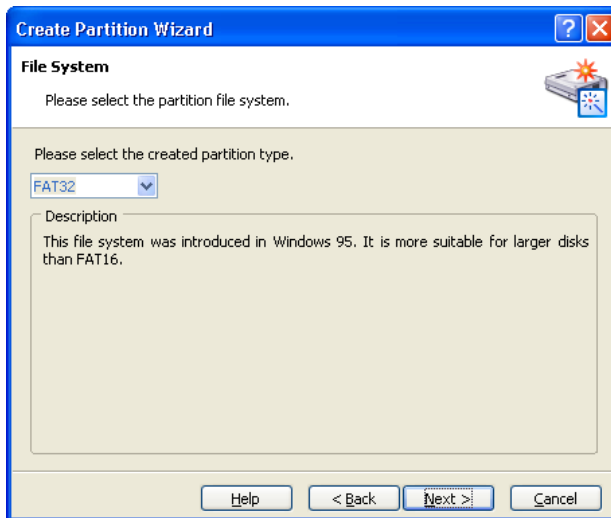 Create Partition Wizard
File System
Please select the partition file system.
Please select the created partition type.
FAT32
Description
This file system was introduced in Windows 95. It is more suitable for larger disks
than FAT16.
Help
< Back
Next >
Cancel